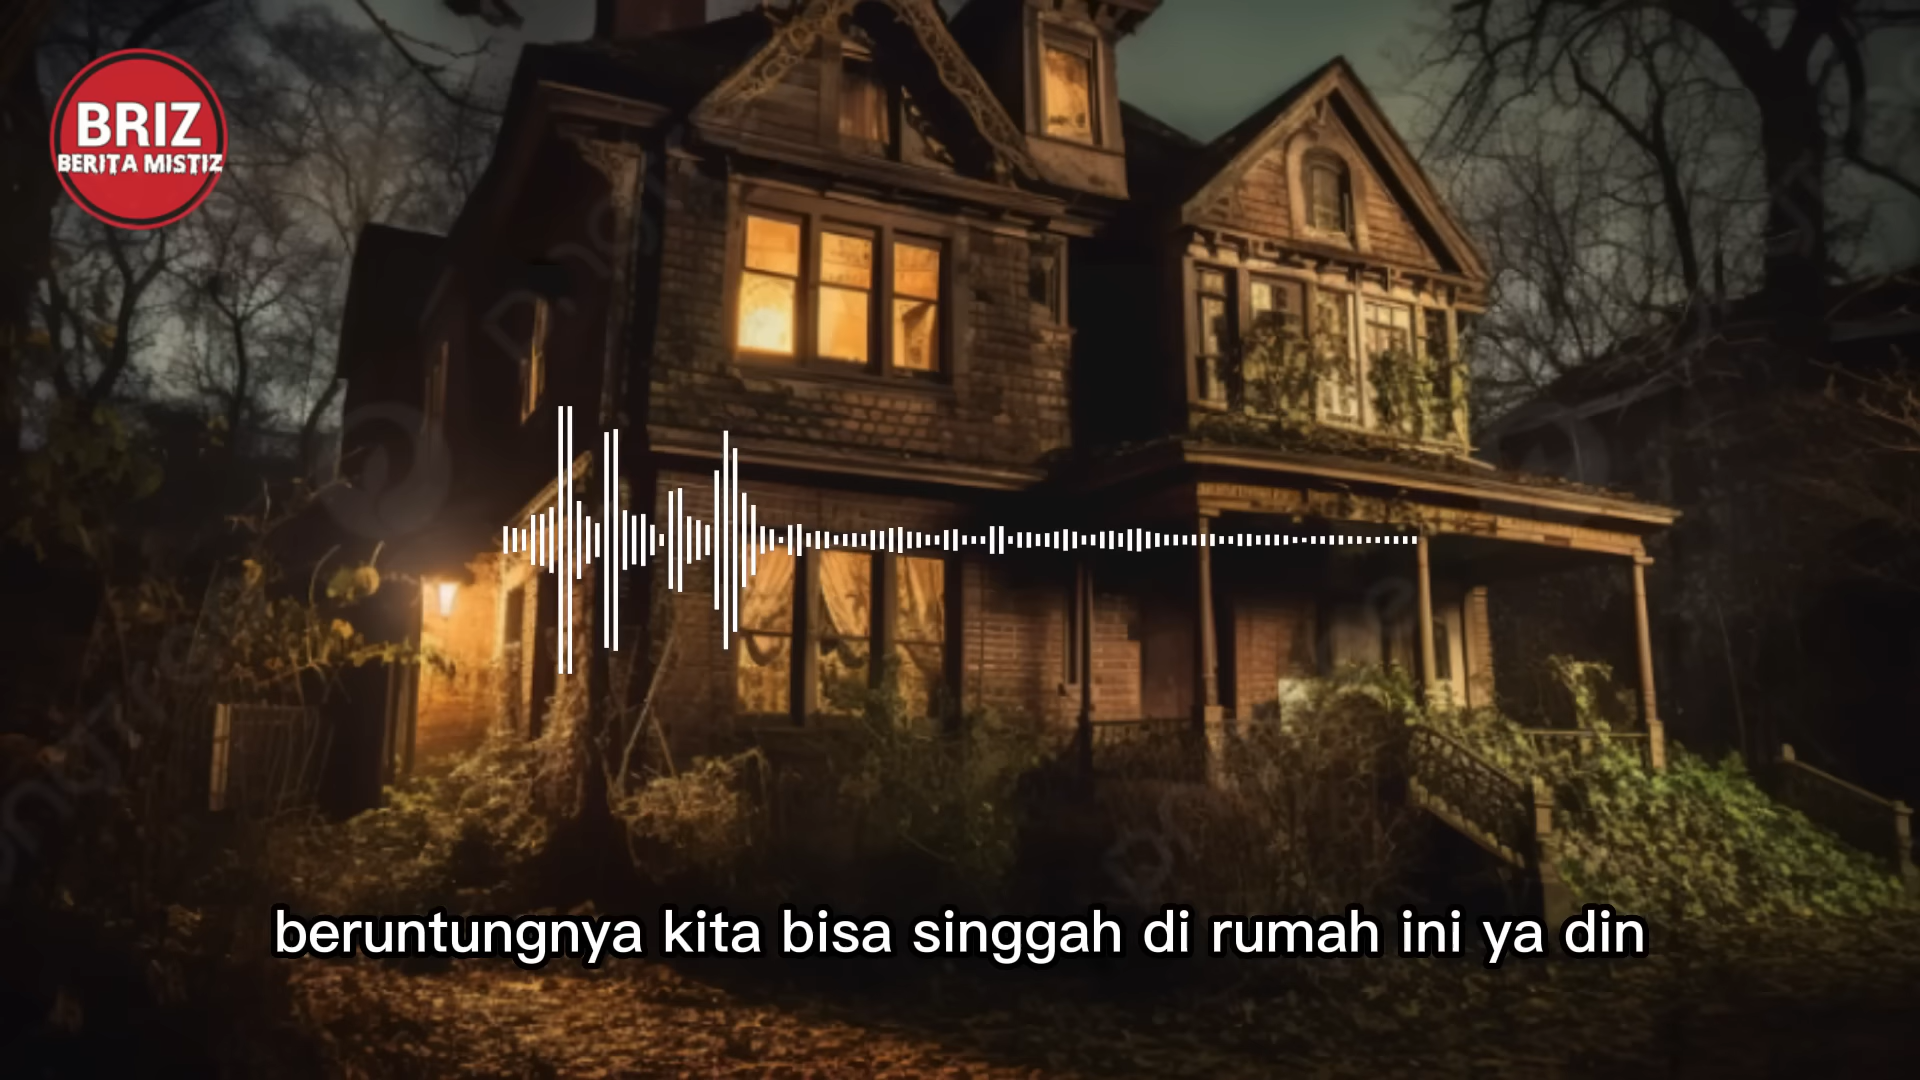 BRIZ
BERITA MISTIZ
beruntungnya kita bisa singgah di rumah ini ya din